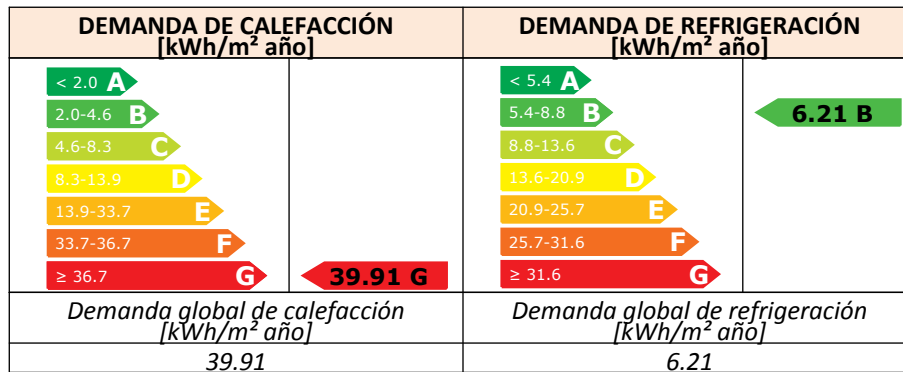 DEMANDA DE CALEFACCIÓN
[kWh/m² año]
DEMANDA DE REFRIGERACIÓN
[kWh/m² año]
< 2.0 A
2.0-4.6 B
4.6-8.3 C
8.3-13.9 D
13.9-33.7 E
33.7-36.7 F
≥ 36.7 G
39.91 G
< 5.4 A
5.4-8.8 B
8.8-13.6 C
13.6-20.9 D
20.9-25.7 E
25.7-31.6 F
≥ 31.6 G
6.21 B
Demanda global de calefacción
[kWh/m² año]
Demanda global de refrigeración
[kWh/m² año]
39.91
6.21